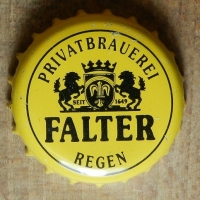 PRIVATBRAUEREI
SEIT 1649
FALTER
REGEN